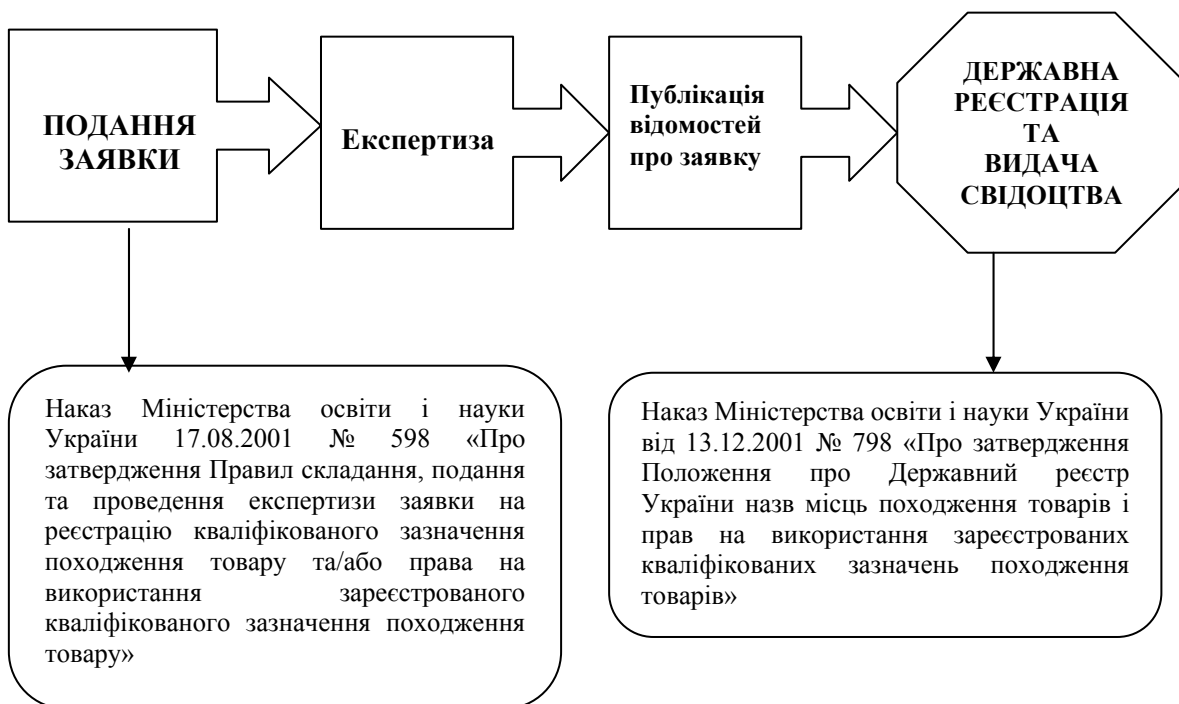 ПОДАННЯ
ЗАЯВКИ
Експертиза
Публікація
відомостей
про заявку
ДЕРЖАВНА
РЕЄСТРАЦІЯ
ТА
ВИДАЧА
СВІДОЦТВА
Наказ Міністерства освіти і науки
України 17.08.2001 № 598 «Про
затвердження Правил складання, подання
та проведення експертизи заявки на
реєстрацію кваліфікованого зазначення
походження товару та/або права на
використання зареєстрованого
кваліфікованого зазначення походження
товару»
Наказ Міністерства освіти і науки України
від 13.12.2001 № 798 «Про затвердження
Положення про Державний реєстр
України назв місць походження товарів і
прав на використання зареєстрованих
кваліфікованих зазначень походження
товарів»